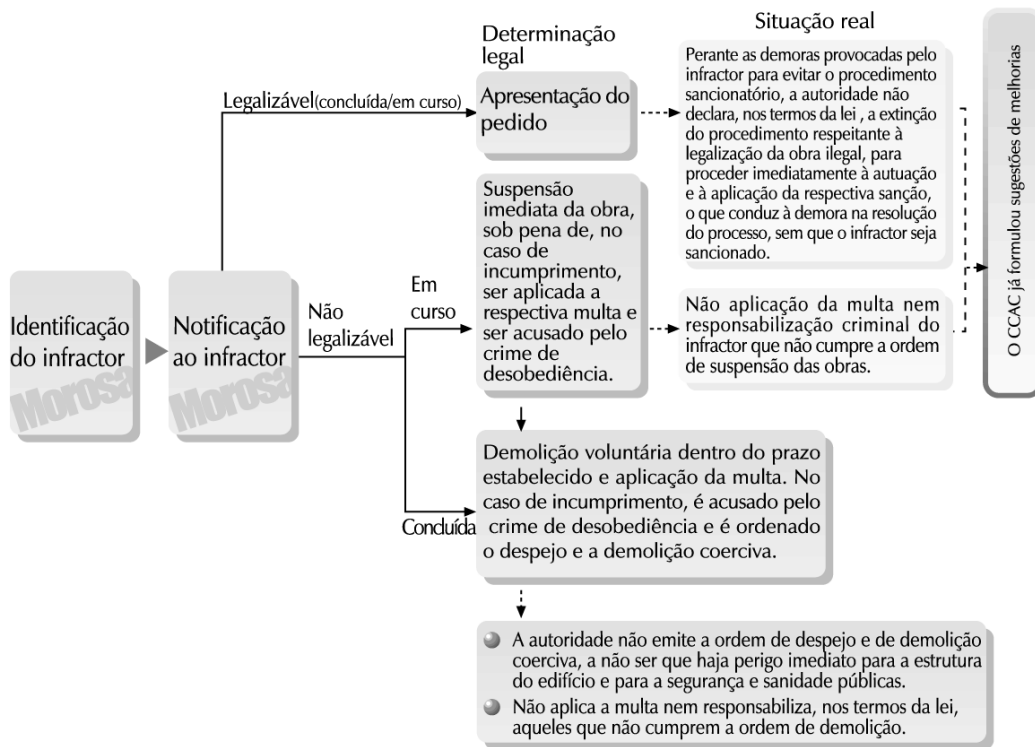 Identificação
do infractor
Morosa
Notificação
ao infractor
Morosa
Legalizável(concluída/em curso)
Não
legalizável
Em
curso
Concluída
Determinação
legal
Apresentação do
pedido
Suspensão
imediata da obra,
sob pena de, no
caso de
incumprimento,
ser aplicada a
respectiva multa e
ser acusado pelo
crime de
desobediência.
Demolição voluntária dentro do prazo
estabelecido e aplicação da multa. No
caso de incumprimento, é acusado pelo
crime de desobediência e é ordenado
o despejo e a demolição coerciva.
A autoridade não emite a ordem de despejo e de demolição
coerciva, a não ser que haja perigo imediato para a estrutura
do edifício e para a segurança e sanidade públicas.
Não aplica a multa nem responsabiliza, nos termos da lei,
aqueles que não cumprem a ordem de demolição.
Situação real
Perante as demoras provocadas pelo
infractor para evitar o procedimento
sancionatório, a autoridade não
declara, nos termos da lei , a extinção
do procedimento respeitante à
legalização da obra ilegal, para
proceder imediatamente à autuação
e à aplicação da respectiva sanção,
o que conduz à demora na resolução
do processo, sem que o infractor seja
sancionado.
Não aplicação da multa nem
responsabilização criminal do
infractor que não cumpre a ordem
de suspensão das obras.
O CCAC já formulou sugestões de melhorias